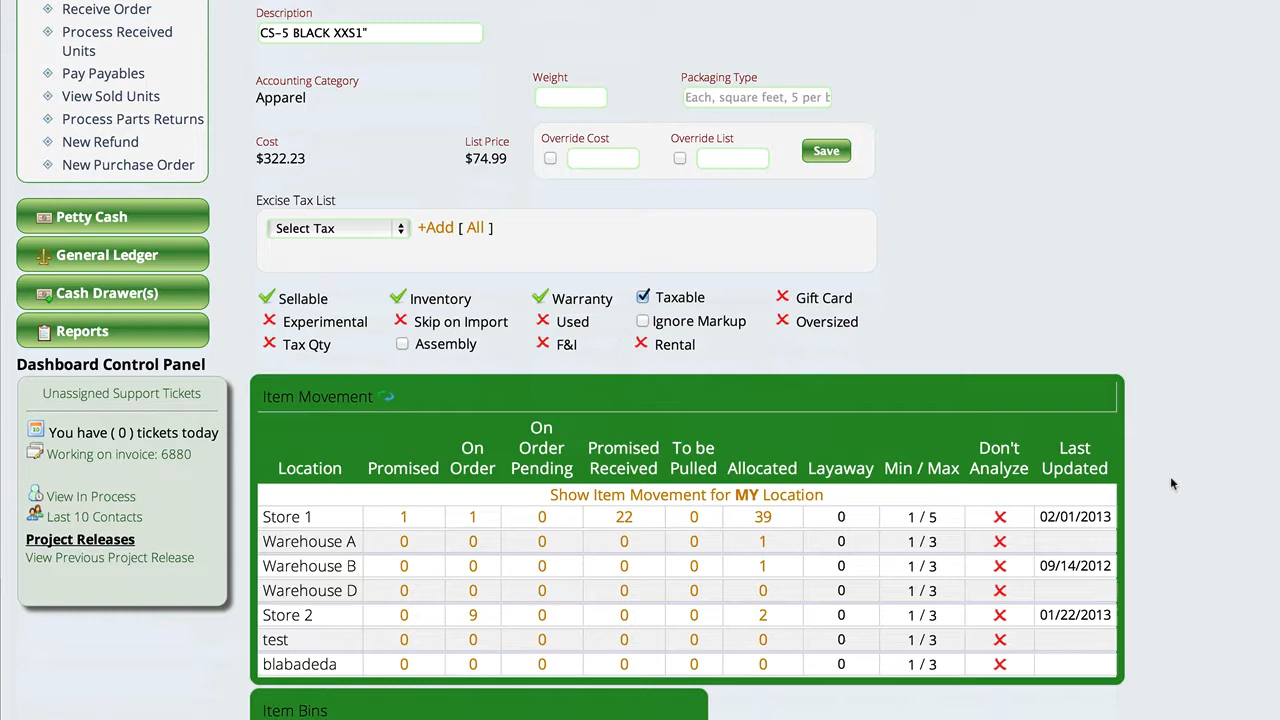 Receive Order
Process Received
Units
Pay Payables
View Sold Units
Process Parts Returns
New Refund
New Purchase Order
Petty Cash
General Ledger
Cash Drawer(s)
Reports
Dashboard Control Panel
Unassigned Support Tickets
You have ( 0 ) tickets today
Working on invoice: 6880
View In Process
Last 10 Contacts
Project Releases
View Previous Project Release
Description
CS-5 BLACK XXS1"
Accounting Category
Apparel
Weight
Packaging Type
Each, square feet, 5 per b
Cost
$322.23
List Price
$74.99
Override Cost
Override List
Save
Excise Tax List
Select Tax +Add [ All ]
Sellable Inventory Warranty Taxable Gift Card
Experimental Skip on Import Used Ignore Markup Oversized
Tax Qty Assembly F&I Rental
Item Movement
Location Promised On Order On Order Pending Promised Received To be Pulled Allocated Layaway Min / Max Don't Analyze Last Updated
Show Item Movement for MY Location
Store 1 1 1 0 22 0 39 0 1 / 5 02/01/2013
Warehouse A 0 0 0 0 0 1 0 1 / 3
Warehouse B 0 0 0 0 0 1 0 1 / 3 09/14/2012
Warehouse D 0 0 0 0 0 0 0 1 / 3
Store 2 0 9 0 0 0 2 0 1 / 3 01/22/2013
test 0 0 0 0 0 0 0 1 / 3
blabadeda 0 0 0 0 0 0 0 1 / 3
Item Bins